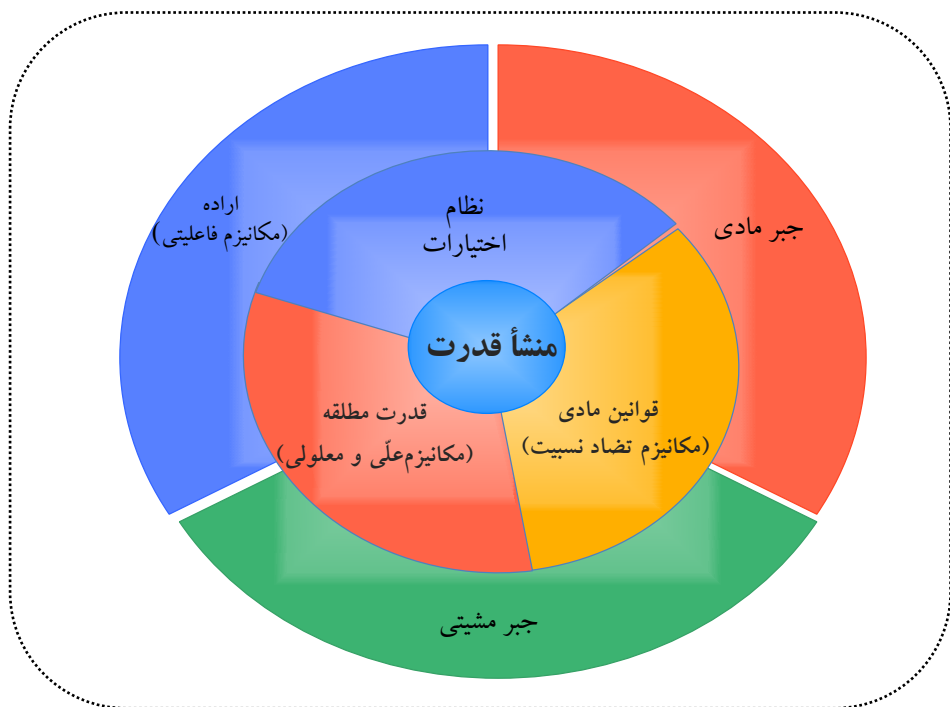 اراده
(مکانیزم فاعلیتی)
نظام
اختیارات
جبر مادی
منشأ قدرت
قوانین مادی
(مکانیزم تضاد نسبیت)
قدرت مطلقه
(مکانیزم علّی و معلولی)
جبر مشیتی